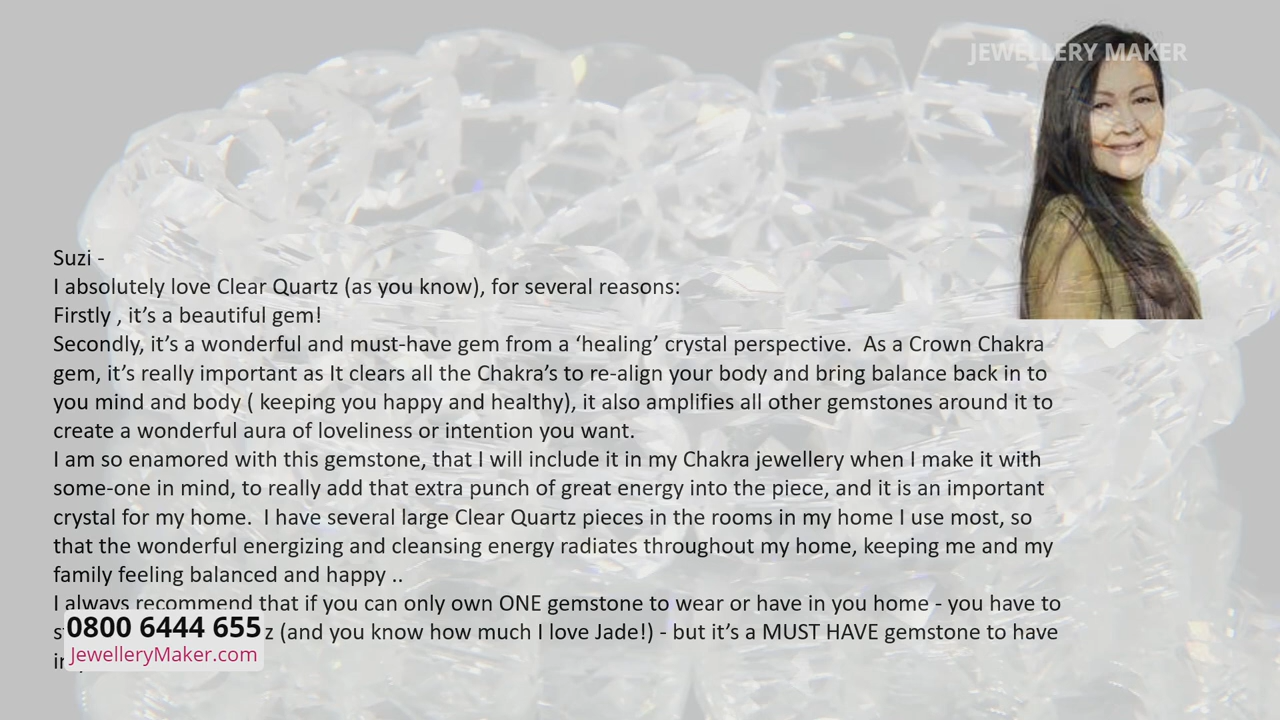 JEWELLERY MAKER
Suzi -
I absolutely love Clear Quartz (as you know), for several reasons:
Firstly , it’s a beautiful gem!
Secondly, it’s a wonderful and must-have gem from a ‘healing’ crystal perspective.  As a Crown Chakra
gem, it’s really important as It clears all the Chakra’s to re-align your body and bring balance back in to
you mind and body ( keeping you happy and healthy), it also amplifies all other gemstones around it to
create a wonderful aura of loveliness or intention you want.
I am so enamored with this gemstone, that I will include it in my Chakra jewellery when I make it with
some-one in mind, to really add that extra punch of great energy into the piece, and it is an important
crystal for my home.  I have several large Clear Quartz pieces in the rooms in my home I use most, so
that the wonderful energizing and cleansing energy radiates throughout my home, keeping me and my
family feeling balanced and happy ..
I always recommend that if you can only own ONE gemstone to wear or have in you home - you have to
(and you know how much I love Jade!) - but it’s a MUST HAVE gemstone to have
0800 6444 655
JewelleryMaker.com